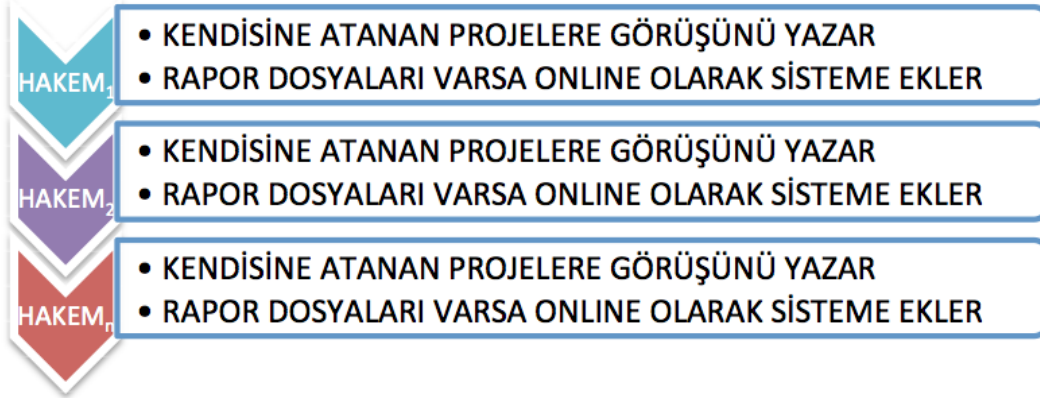 HAKEM1
• KENDİSİNE ATANAN PROJELERE GÖRÜŞÜNÜ YAZAR
• RAPOR DOSYALARI VARSA ONLINE OLARAK SİSTEME EKLER
HAKEM2
• KENDİSİNE ATANAN PROJELERE GÖRÜŞÜNÜ YAZAR
• RAPOR DOSYALARI VARSA ONLINE OLARAK SİSTEME EKLER
HAKEMn
• KENDİSİNE ATANAN PROJELERE GÖRÜŞÜNÜ YAZAR
• RAPOR DOSYALARI VARSA ONLINE OLARAK SİSTEME EKLER